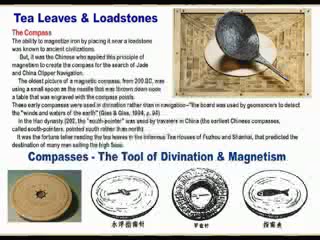 Tea Leaves & Loadstones
The Compass
The ability to magnetize iron by placing it near a loadstone
was known to ancient civilizations.
But, it was the Chinese who applied this principle of
magnetism to create the compass for the search of Jade
and China Clipper Navigation.
The oldest picture of a magnetic compass, from 200 BC, was
using a small spoon as the needle that was thrown down upon
a table that was engraved with the compass points.
These early compasses were used in divination rather than in navigation--"the board was used by geomancers to detect
the "winds and waters of the earth" (Gies & Gies, 1994, p. 94)
In the Han dynasty (202, the "south-pointer" was used by travelers in China (the earliest Chinese compasses,
called south-pointers, pointed south rather than north).
It was the fortune teller reading the tea leaves in the infamous Tea Houses of Fuzhou and Shanhai, that predicted the
destination of many men sailing the high seas.
Compasses - The Tool of Divination & Magnetism